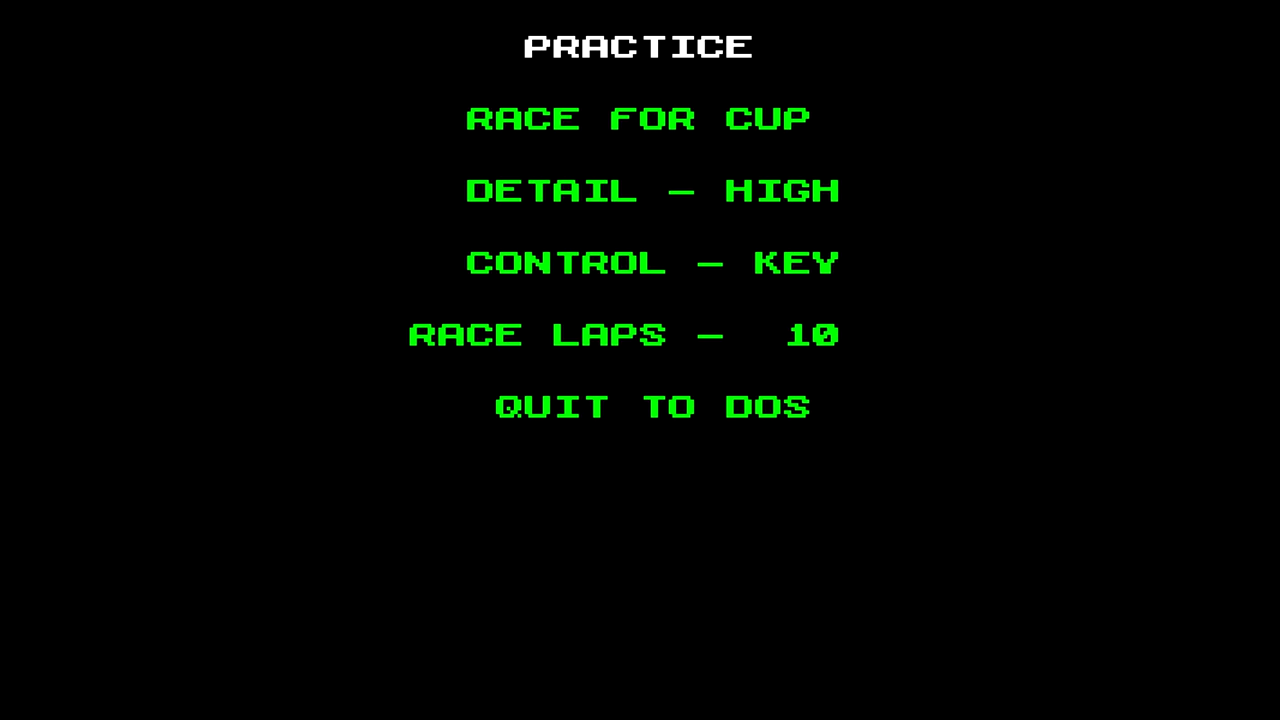 PRACTICE
RACE FOR CUP
DETAIL - HIGH
CONTROL - KEY
RACE LAPS -  10
QUIT TO DOS